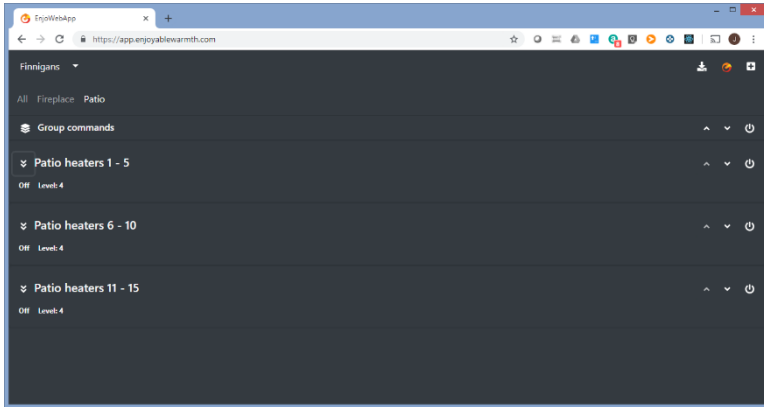 EnjoWebApp
https://app.enjoyablewarmth.com
Finnigans
All Fireplace Patio
Group commands
Patio heaters 1 - 5
Off Level: 4
Patio heaters 6 - 10
Off Level: 4
Patio heaters 11 - 15
Off Level: 4